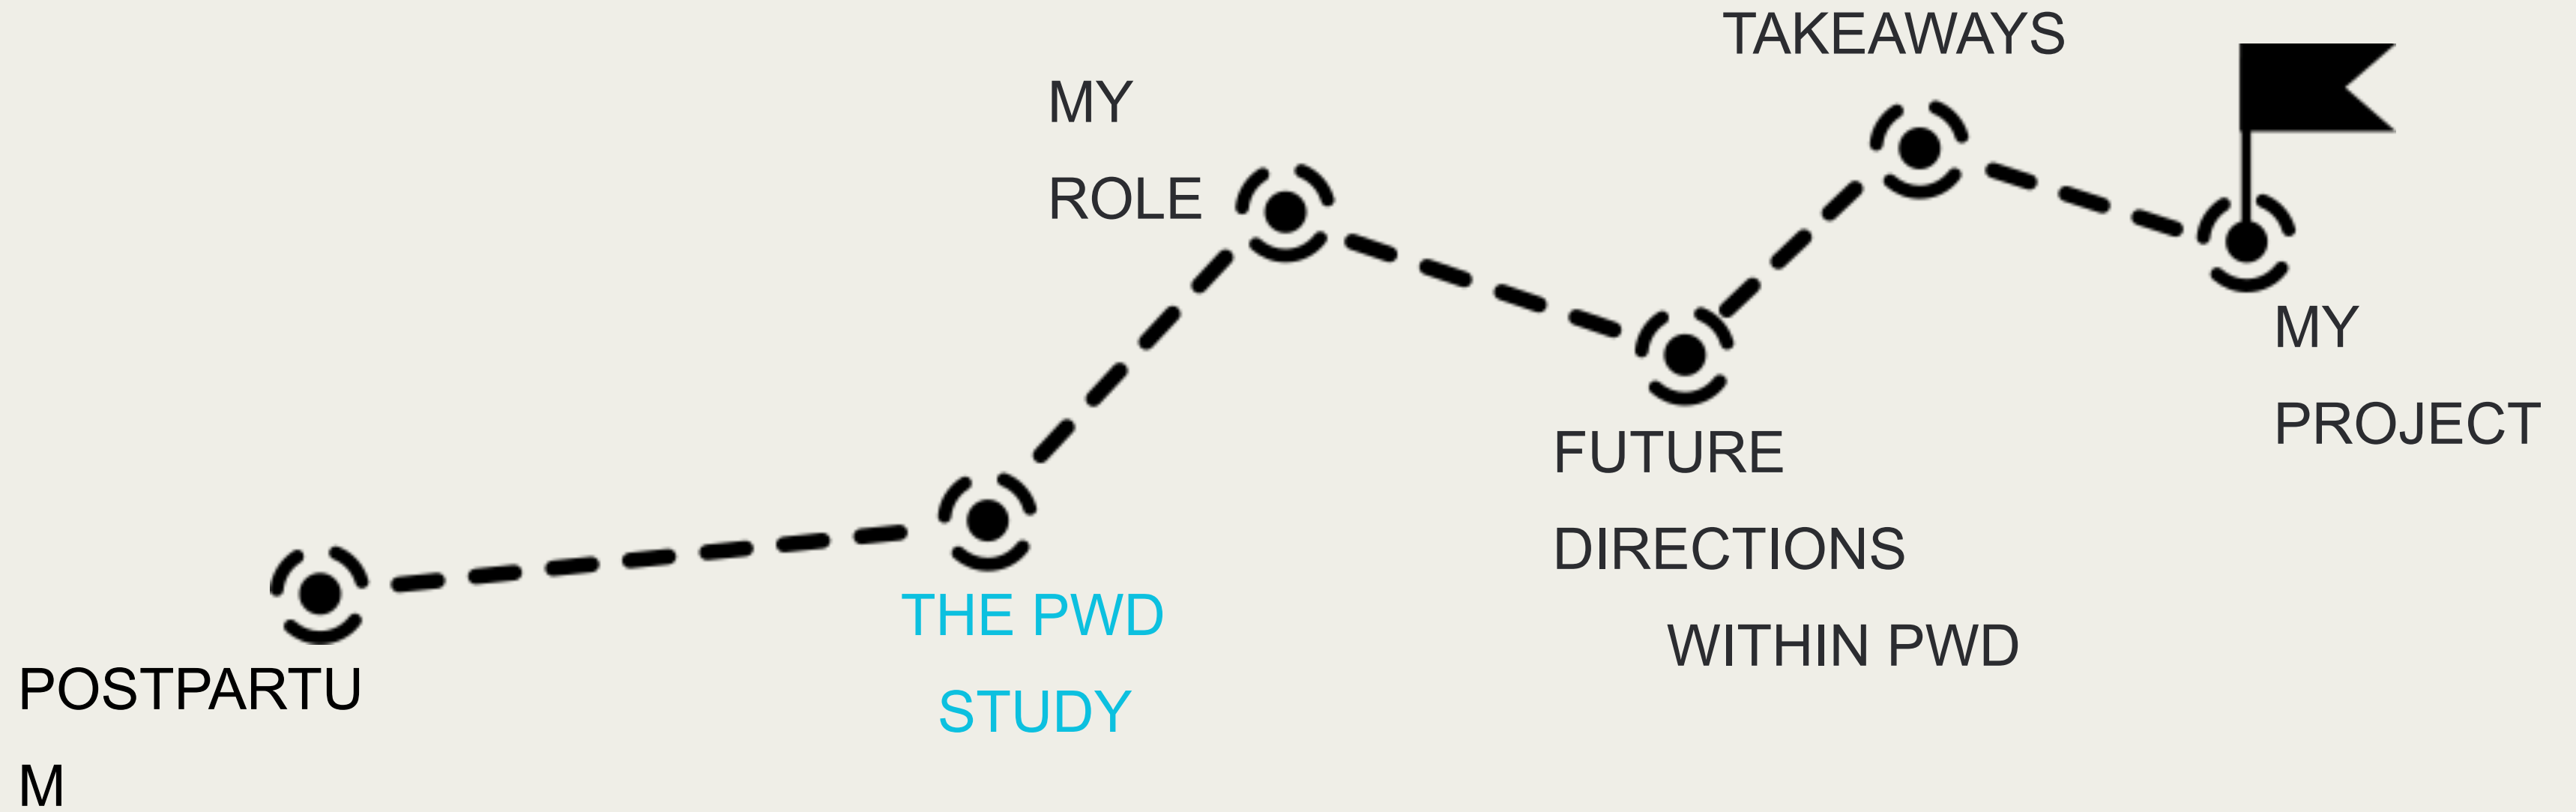 POSTPARTU
M
THE PWD
STUDY
MY
ROLE
FUTURE
DIRECTIONS
WITHIN PWD
TAKEAWAYS
MY
PROJECT